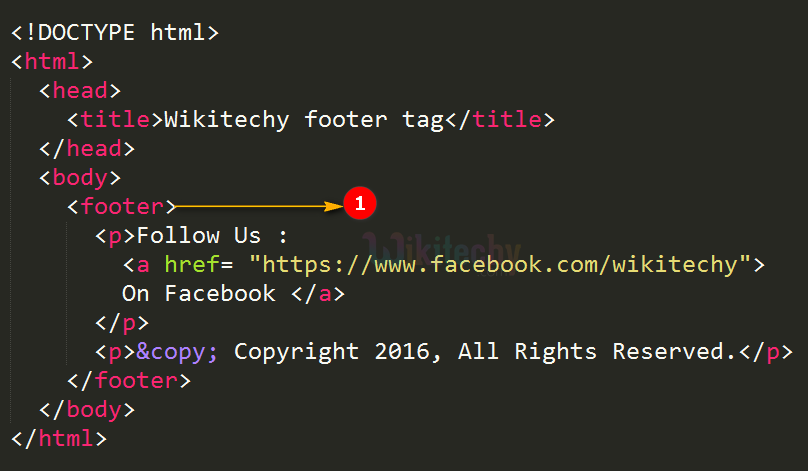 <!DOCTYPE html>
<html>
<head>
<title>Wikitechy footer tag</title>
</head>
<body>
<footer> 1
<p>Follow Us :
Wikitechy
<a href= "https://www.facebook.com/wikitechy">
On Facebook </a>
</p>
<p>&copy; Copyright 2016, All Rights Reserved.</p>
</footer>
</body>
</html>